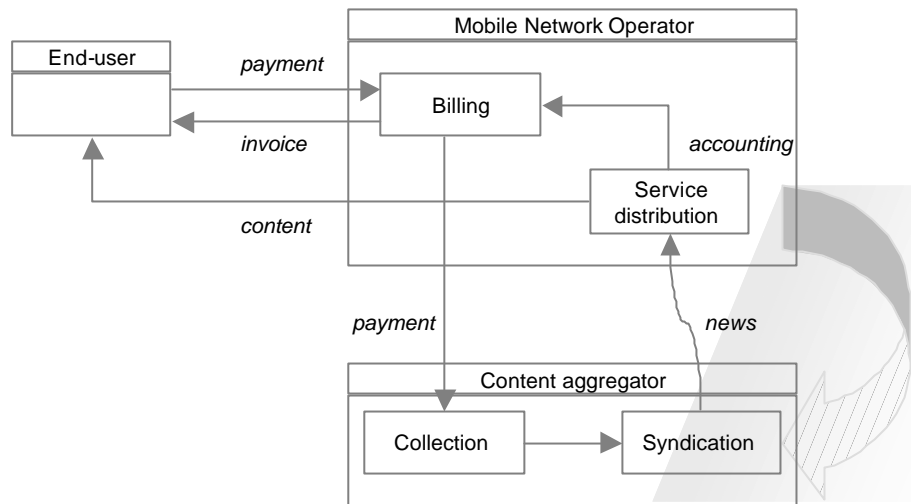 Mobile Network Operator
End-user
payment
Billing
invoice
accounting
Service
distribution
content
payment
news
Content aggregator
Collection
Syndication